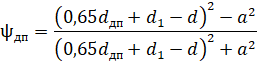 ψ_дп = ((0,65d_дп + d_1 − d)^2 − a^2) / ((0,65d_дп + d_1 − d)^2 + a^2)